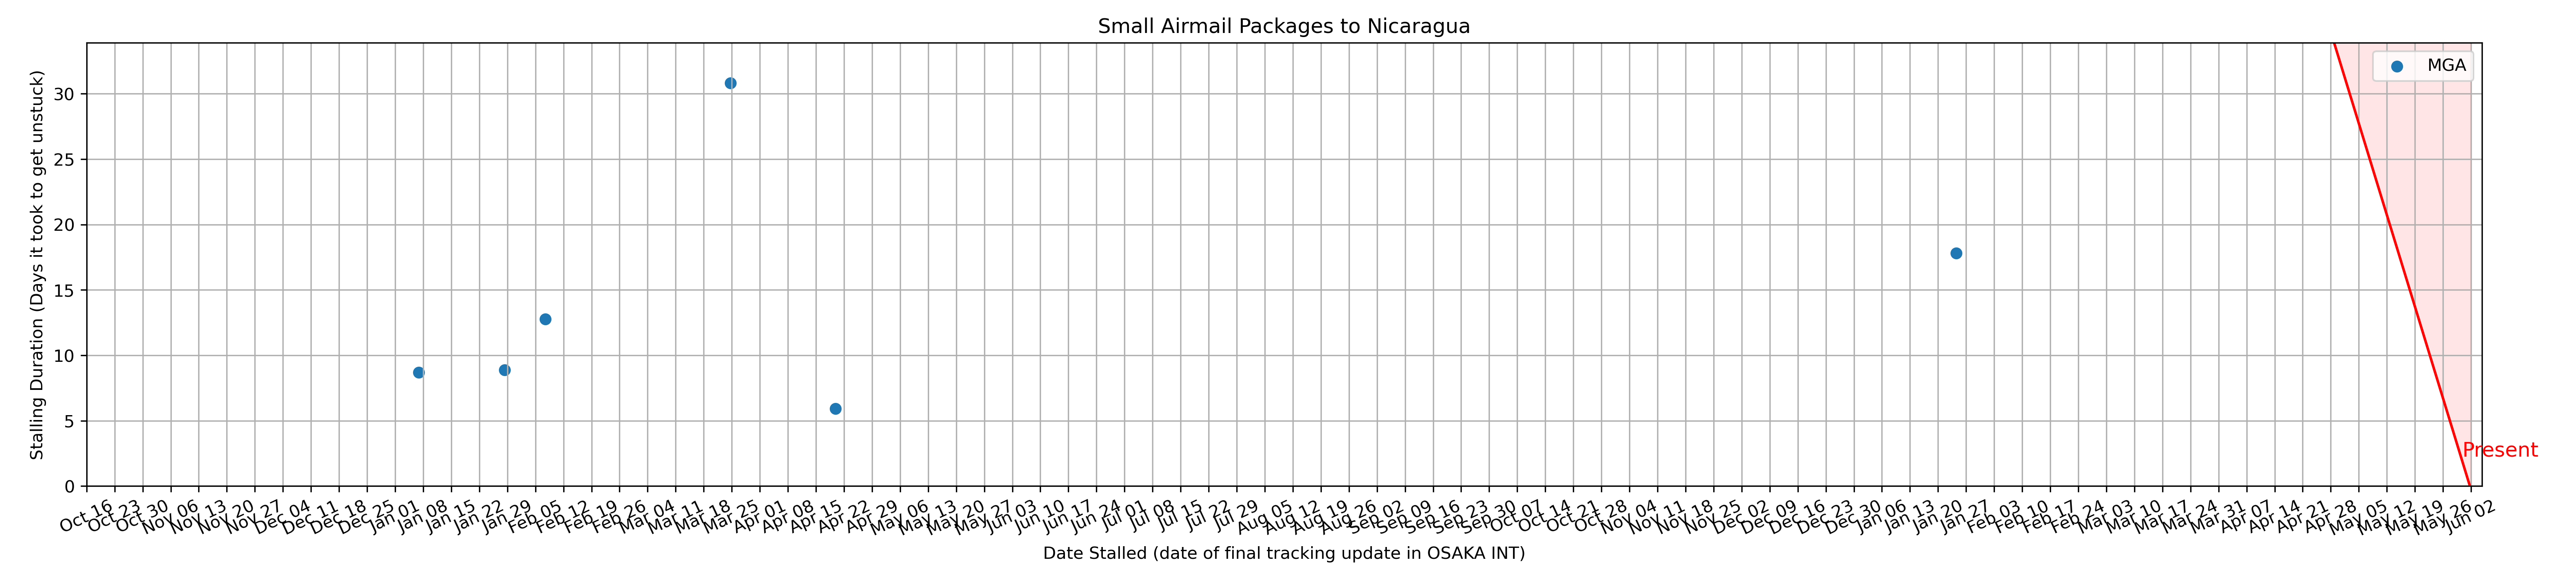 Small Airmail Packages to Nicaragua
MGA
Stalling Duration (Days it took to get unstuck)
30
25
20
15
10
5
0
Present
Oct 16
Oct 23
Oct 30
Nov 06
Nov 13
Nov 20
Nov 27
Dec 04
Dec 11
Dec 18
Dec 25
Jan 01
Jan 08
Jan 15
Jan 22
Jan 29
Feb 05
Feb 12
Feb 19
Feb 26
Mar 04
Mar 11
Mar 18
Mar 25
Apr 01
Apr 08
Apr 15
Apr 22
Apr 29
May 06
May 13
May 20
May 27
Jun 03
Jun 10
Jun 17
Jun 24
Jul 01
Jul 08
Jul 15
Jul 22
Jul 29
Aug 05
Aug 12
Aug 19
Aug 26
Sep 02
Sep 09
Sep 16
Sep 23
Sep 30
Oct 07
Oct 14
Oct 21
Oct 28
Nov 04
Nov 11
Nov 18
Nov 25
Dec 02
Dec 09
Dec 16
Dec 23
Dec 30
Jan 06
Jan 13
Jan 20
Jan 27
Feb 03
Feb 10
Feb 17
Feb 24
Mar 03
Mar 10
Mar 17
Mar 24
Mar 31
Apr 07
Apr 14
Apr 21
Apr 28
May 05
May 12
May 19
May 26
Jun 02
Date Stalled (date of final tracking update in OSAKA INT)